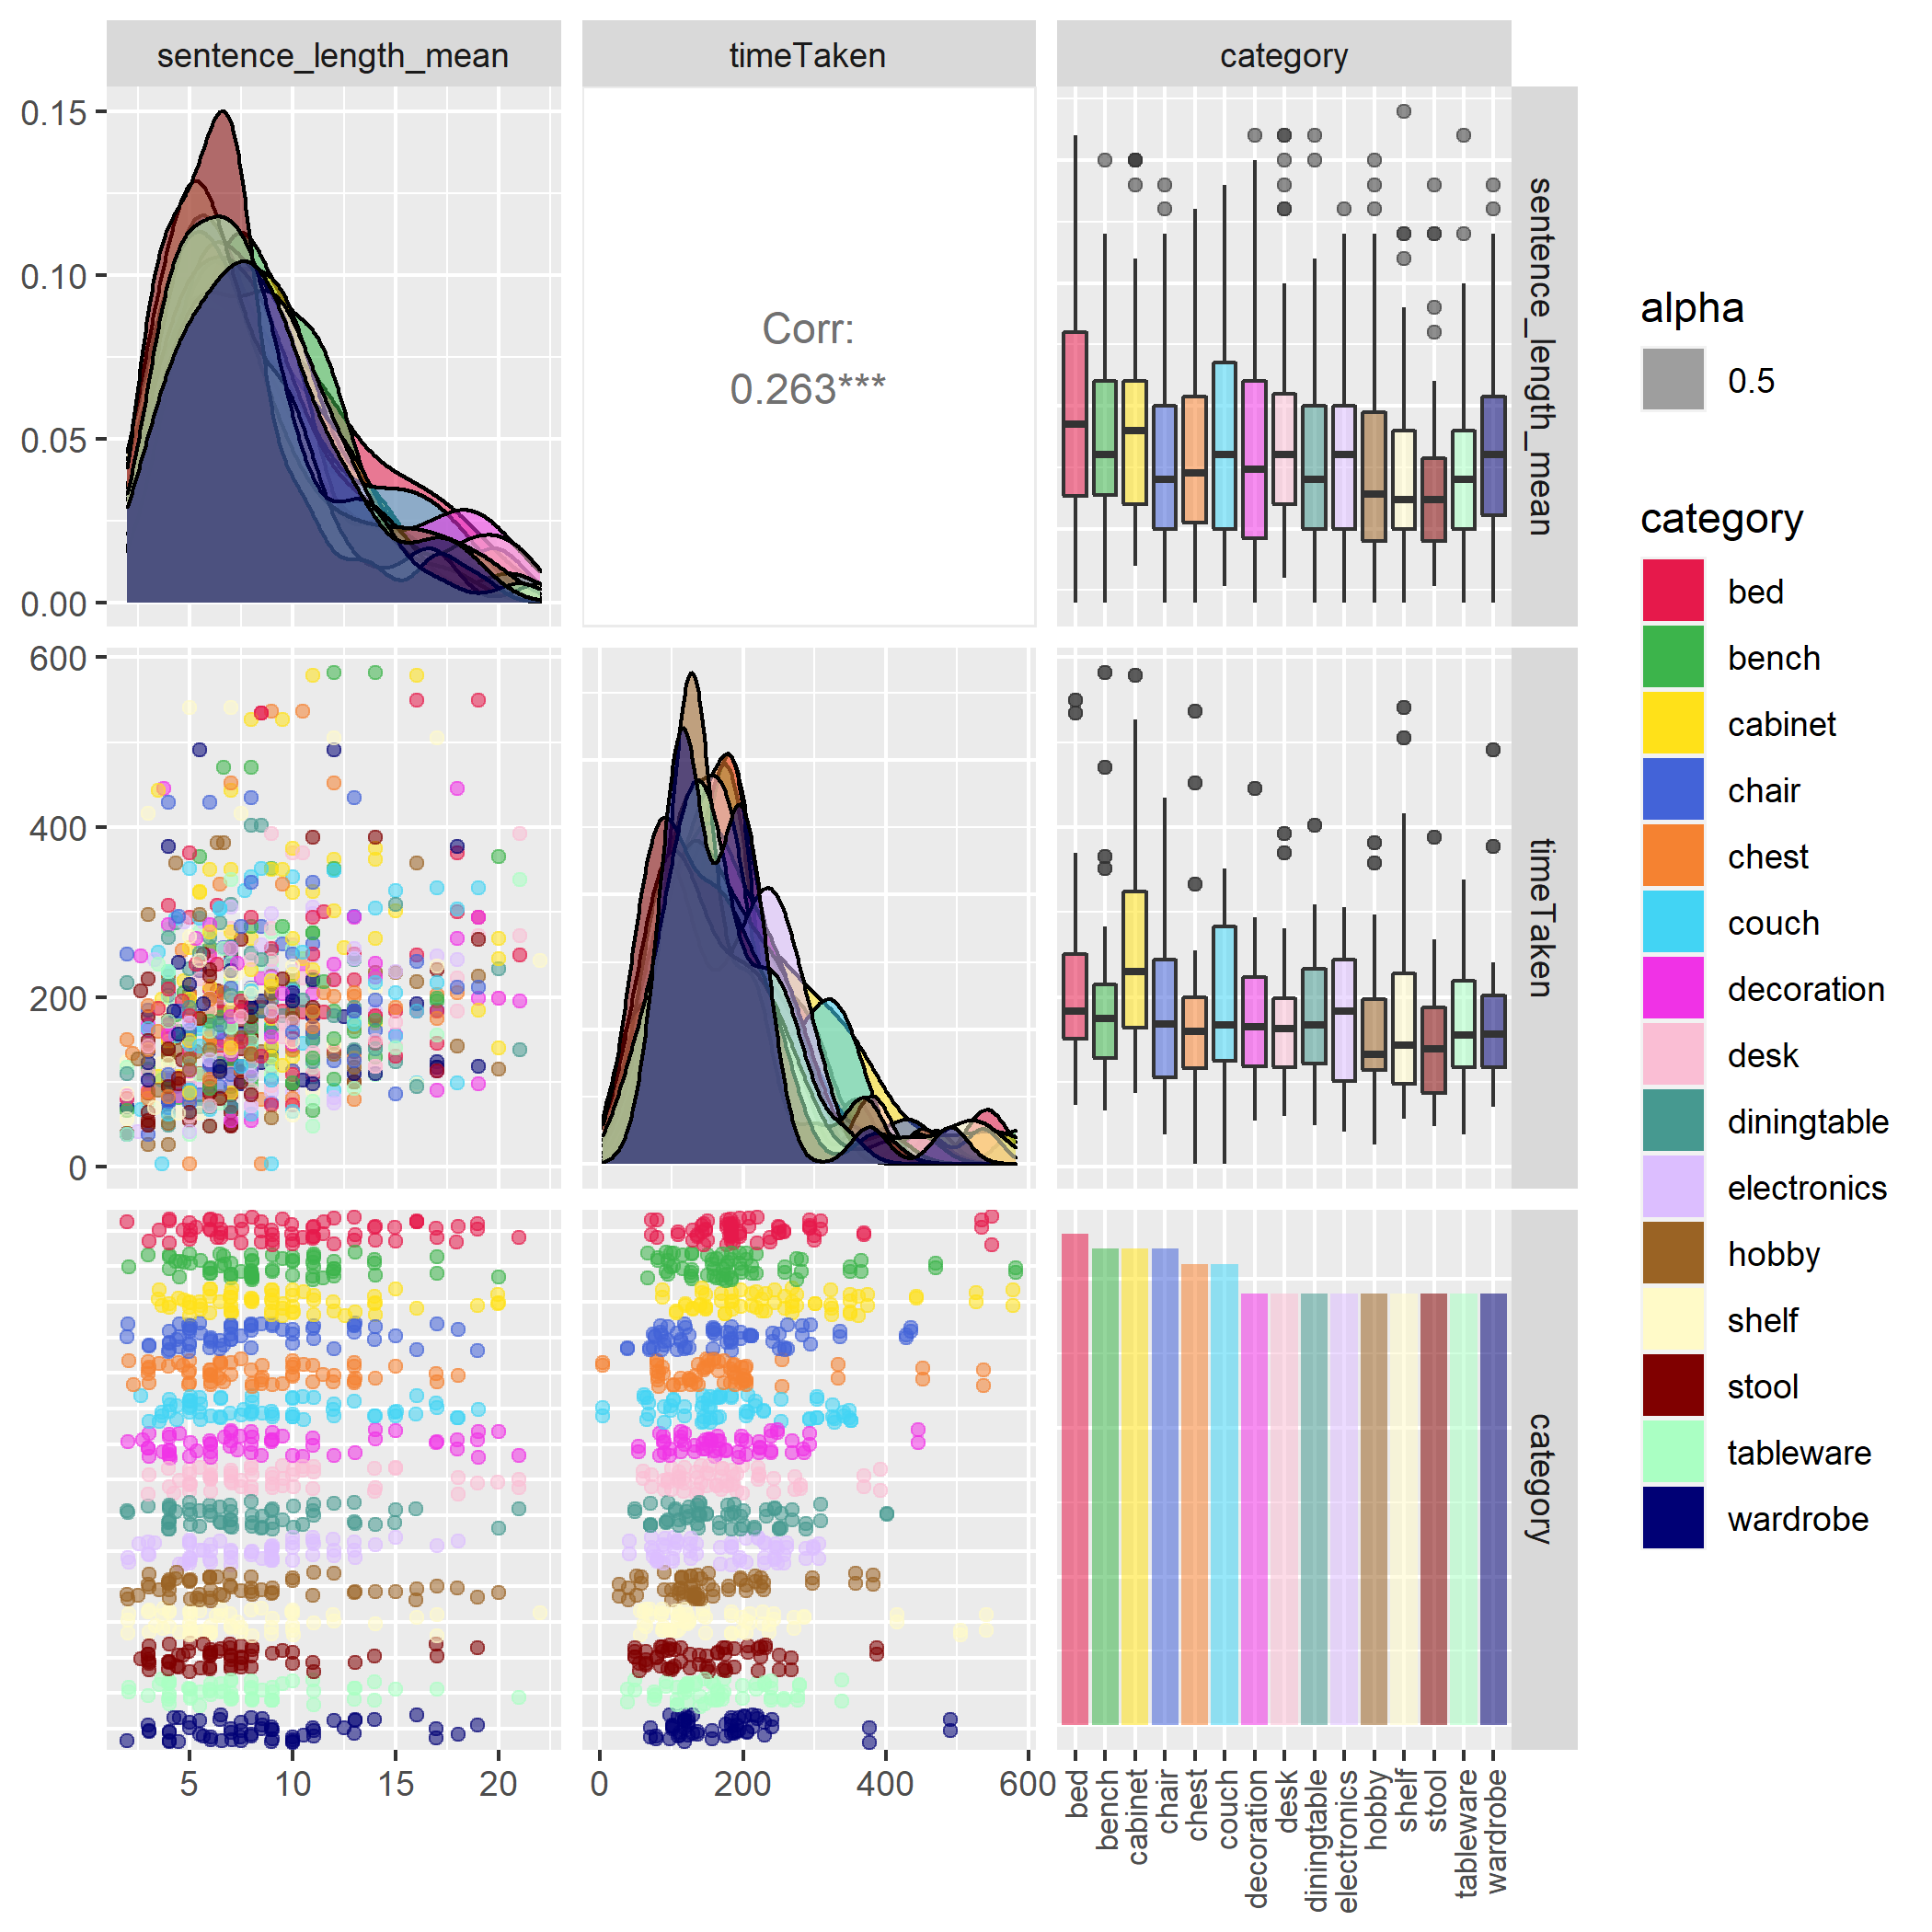 sentence_length_mean
timeTaken
category
0.15
0.10
0.05
0.00
Corr:
0.263***
sentence_length_mean
600
400
200
0
timeTaken
category
5
10
15
20
0
200
400
600
bed
bench
cabinet
chair
chest
couch
decoration
desk
diningtable
electronics
hobby
shelf
stool
tableware
wardrobe
alpha
0.5
category
bed
bench
cabinet
chair
chest
couch
decoration
desk
diningtable
electronics
hobby
shelf
stool
tableware
wardrobe